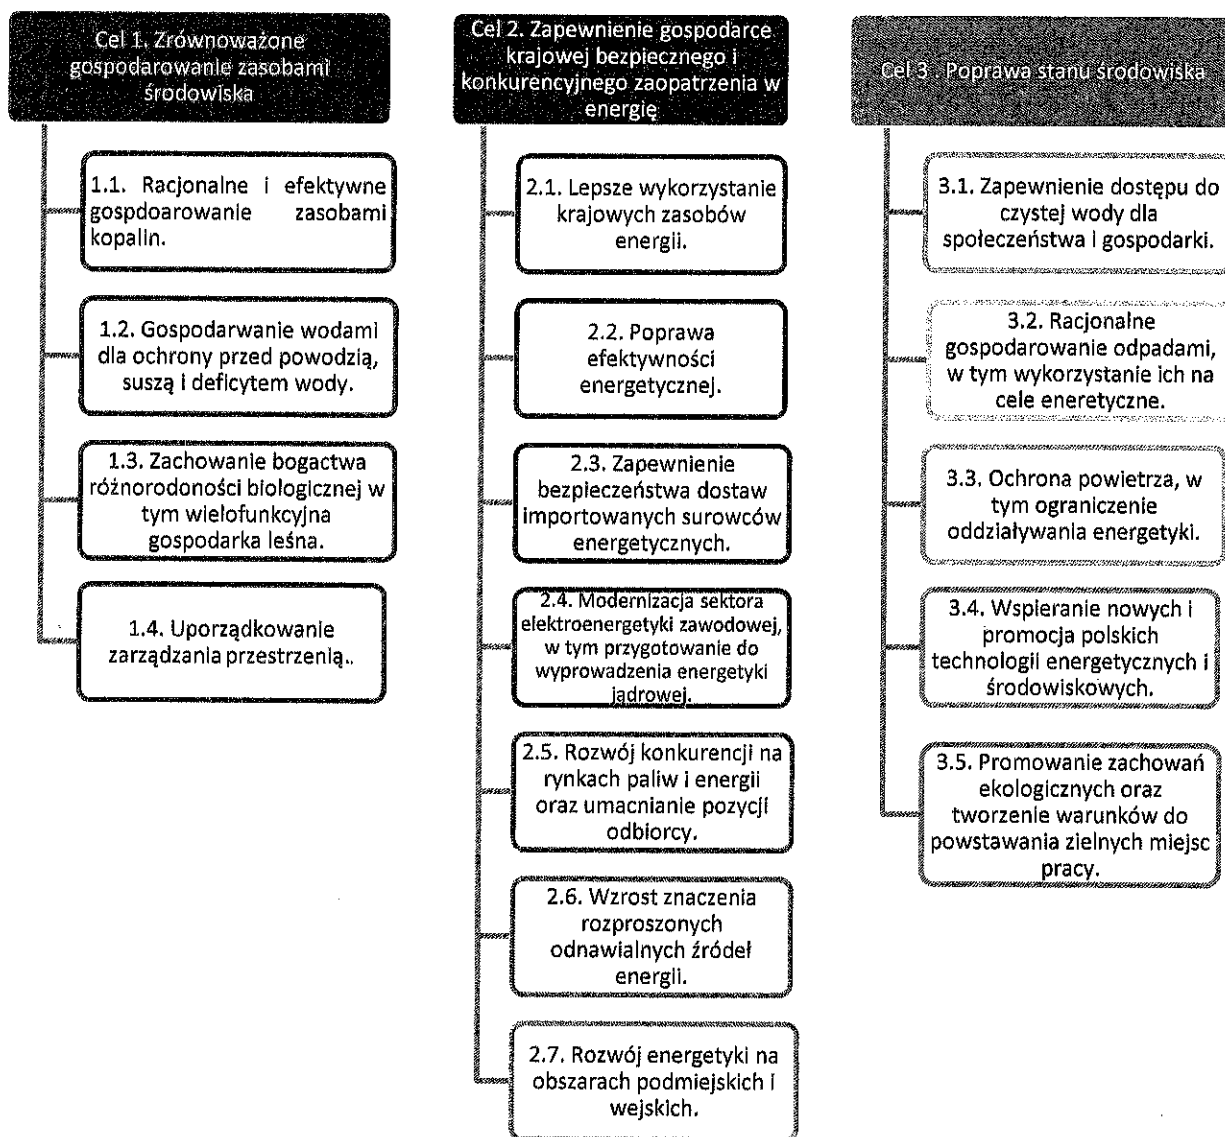 Cel 1. Zrównoważone
gospodarowanie zasobami
środowiska
1.1. Racjonalne i efektywne
gospdoarowanie zasobami
kopalin.
1.2. Gospodarwanie wodami
dla ochrony przed powodzią,
suszą i deficytem wody.
1.3. Zachowanie bogactwa
różnorodoności biologicznej w
tym wielofunkcyjna
gospodarka leśna.
1.4. Uporządkowanie
zarządzania przestrzenią..
Cel 2. Zapewnienie gospodarce
krajowej bezpiecznego i
konkurencyjnego zaopatrzenia w
energię
2.1. Lepsze wykorzystanie
krajowych zasobów
energii.
2.2. Poprawa
efektywności
energetycznej.
2.3. Zapewnienie
bezpieczeństwa dostaw
importowanych surowców
energetycznych.
2.4. Modernizacja sektora
elektroenergetyki zawodowej,
w tym przygotowanie do
wyprowadzenia energetyki
jądrowej.
2.5. Rozwój konkurencji na
rynkach paliw i energii
oraz umacnianie pozycji
odbiorcy.
2.6. Wzrost znaczenia
rozproszonych
odnawialnych źródeł
energii.
2.7. Rozwój energetyki na
obszarach podmiejskich i
wejskich.
Cel 3 . Poprawa stanu środowiska
3.1. Zapewnienie dostępu do
czystej wody dla
społeczeństwa i gospodarki.
3.2. Racjonalne
gospodarowanie odpadami,
w tym wykorzystanie ich na
cele eneretyczne.
3.3. Ochrona powietrza, w
tym ograniczenie
oddziaływania energetyki.
3.4. Wspieranie nowych i
promocja polskich
technologii energetycznych i
środowiskowych.
3.5. Promowanie zachowań
ekologicznych oraz
tworzenie warunków do
powstawania zielnych miejsc
pracy.